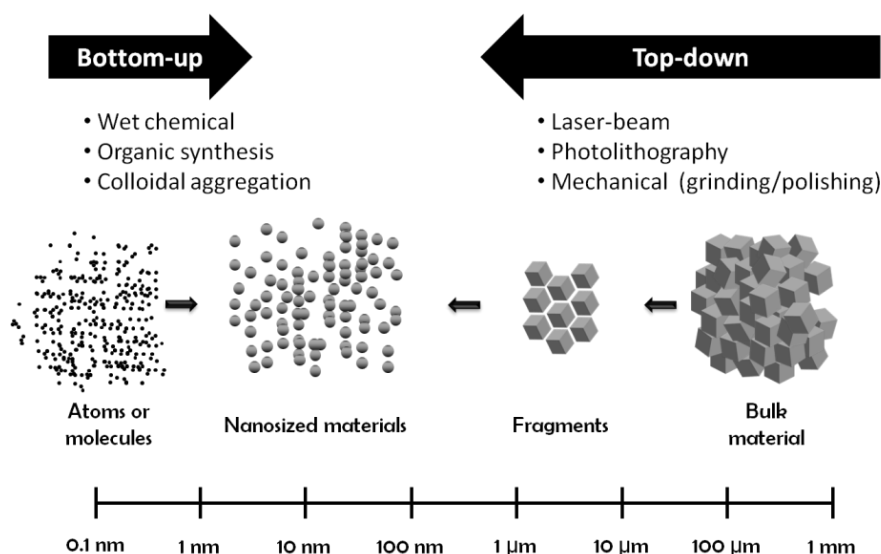 Bottom-up
Top-down
• Wet chemical
• Organic synthesis
• Colloidal aggregation
• Laser-beam
• Photolithography
• Mechanical (grinding/polishing)
Atoms or
molecules
Nanosized materials
Fragments
Bulk
material
0.1 nm 1 nm 10 nm 100 nm 1 µm 10 µm 100 µm 1 mm